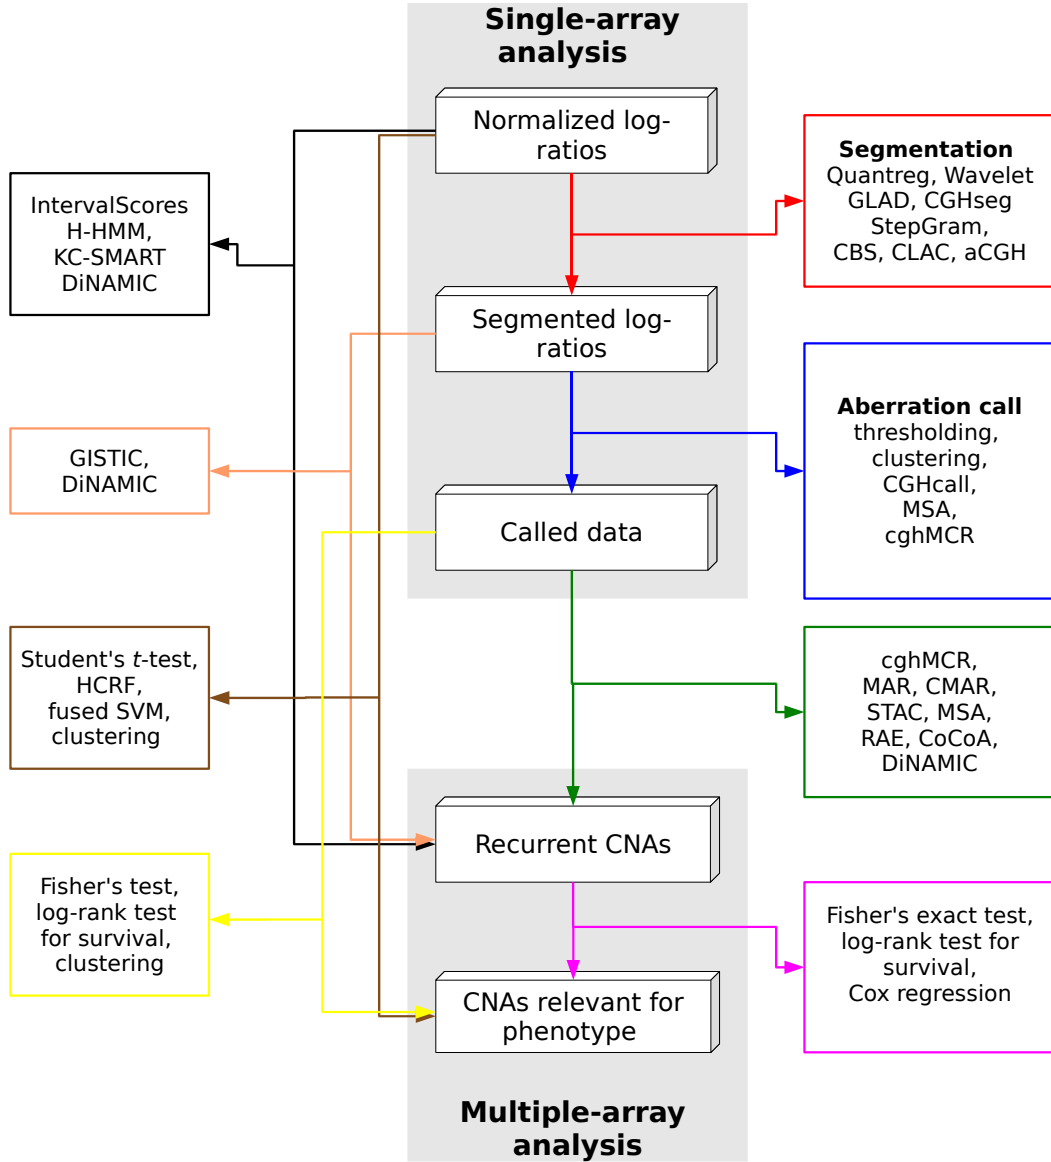 Single-array
analysis
Normalized log-
ratios
Segmentation
Quantreg, Wavelet
GLAD, CGHseg
StepGram,
CBS, CLAC, aCGH
IntervalScores
H-HMM,
KC-SMART
DiNAMIC
Segmented log-
ratios
Aberration call
thresholding,
clustering,
CGHcall,
MSA,
cghMCR
GISTIC,
DiNAMIC
Called data
Student's t-test,
HCRF,
fused SVM,
clustering
cghMCR,
MAR, CMAR,
STAC, MSA,
RAE, CoCoA,
DiNAMIC
Recurrent CNAs
Fisher's test,
log-rank test
for survival,
clustering
Fisher's exact test,
log-rank test for
survival,
Cox regression
CNAs relevant for
phenotype
Multiple-array
analysis